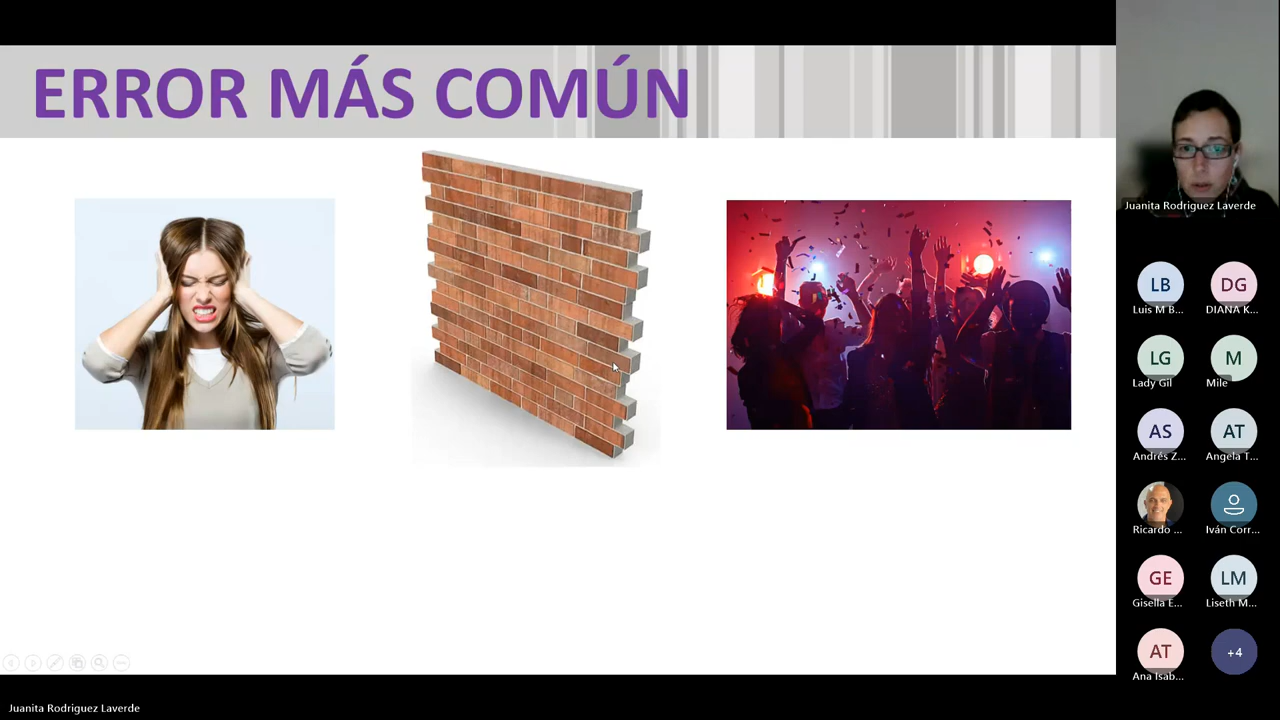 ERROR MÁS COMÚN
Juanita Rodriguez Laverde
LB
DG
Luis M B...
DIANA K...
LG
M
Lady Gil
Mile
AS
AT
Andrés Z...
Angela T...
Ricardo ...
Iván Corr...
GE
LM
Gisella E...
Liseth M...
AT
+4
Ana Isab...
Juanita Rodriguez Laverde